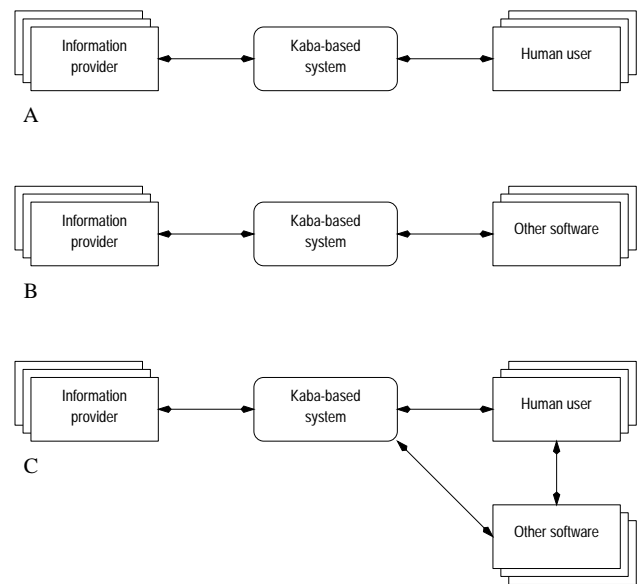 Information
provider
Kaba-based
system
Human user
A
Information
provider
Kaba-based
system
Other software
B
Information
provider
Kaba-based
system
Human user
C
Other software